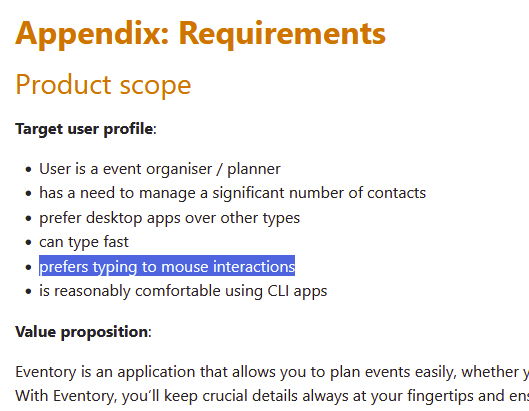 Appendix: Requirements
Product scope
Target user profile:
• User is a event organiser / planner
• has a need to manage a significant number of contacts
• prefer desktop apps over other types
• can type fast
• prefers typing to mouse interactions
• is reasonably comfortable using CLI apps
Value proposition:
Eventory is an application that allows you to plan events easily, whether
With Eventory, you’ll keep crucial details always at your fingertips and